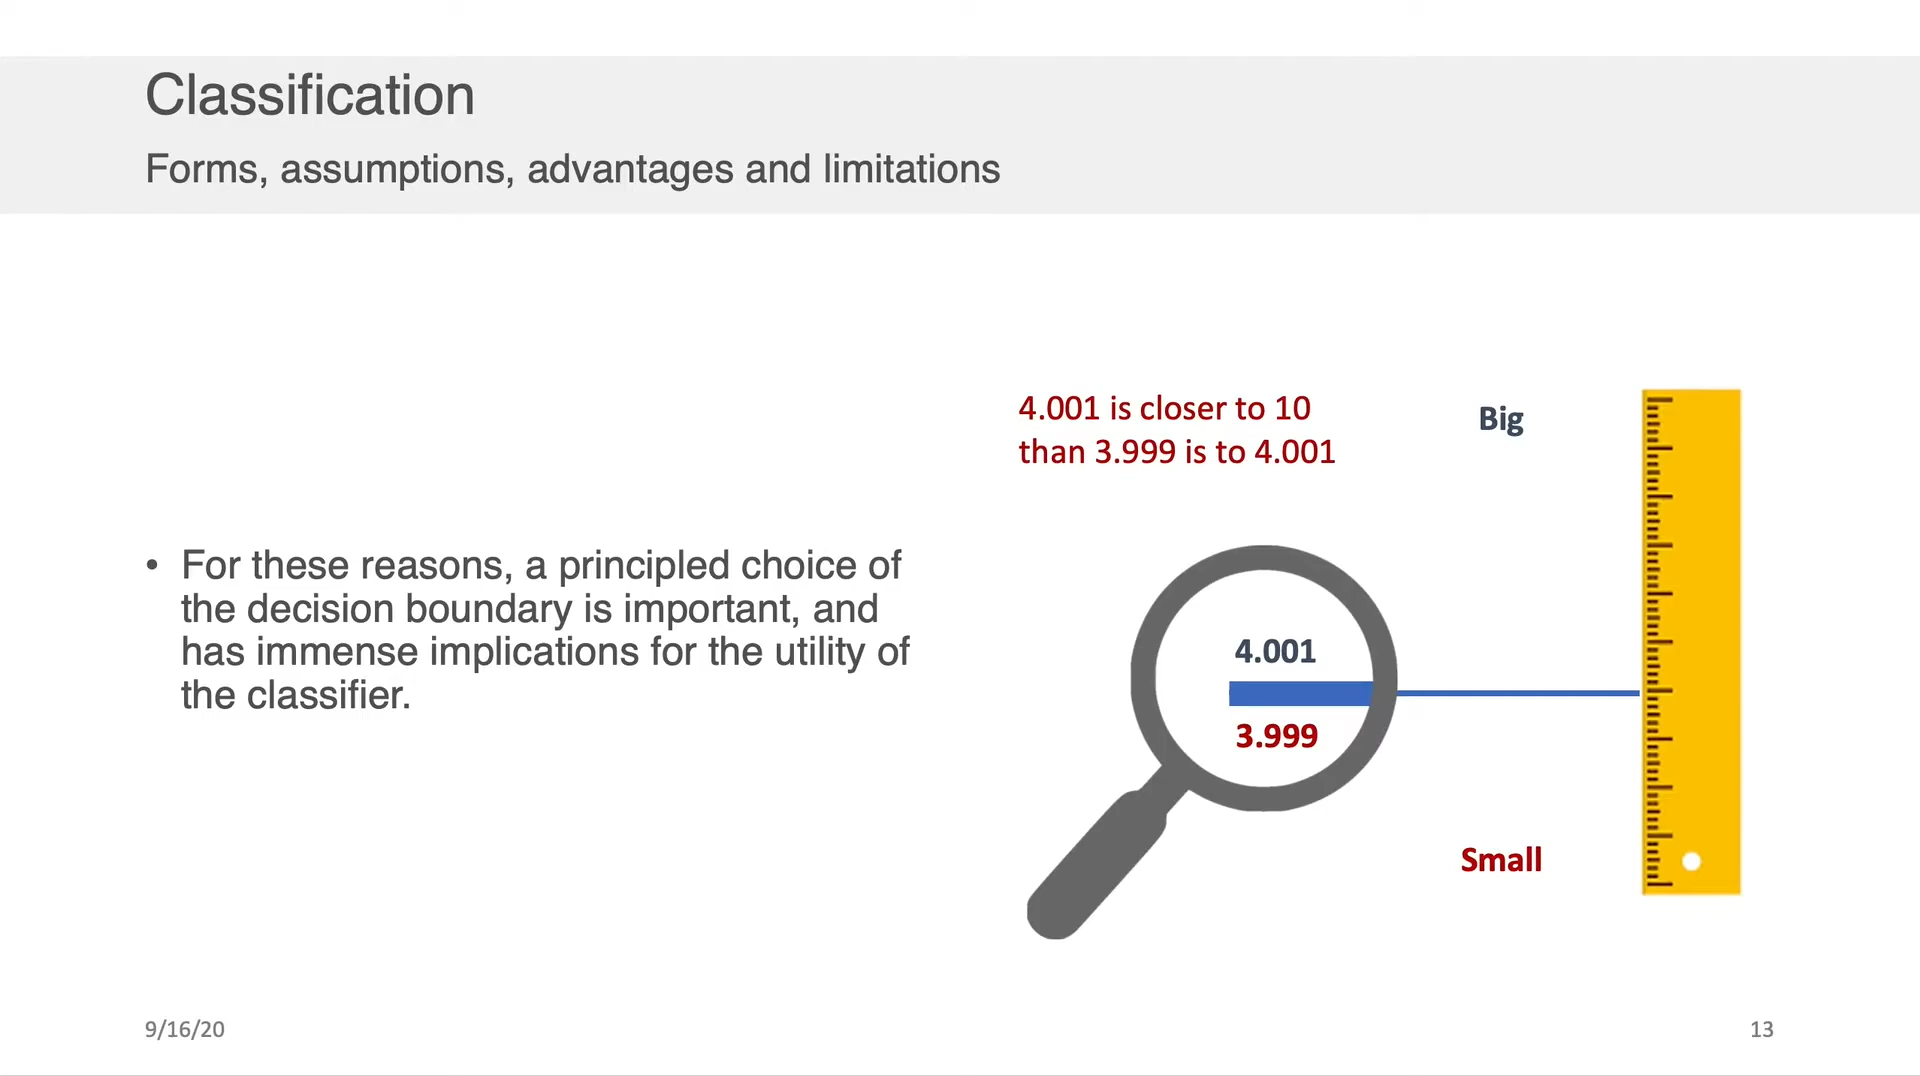 Classification
Forms, assumptions, advantages and limitations
• For these reasons, a principled choice of
the decision boundary is important, and
has immense implications for the utility of
the classifier.
4.001 is closer to 10
than 3.999 is to 4.001
Big
4.001
3.999
Small
9/16/20
13